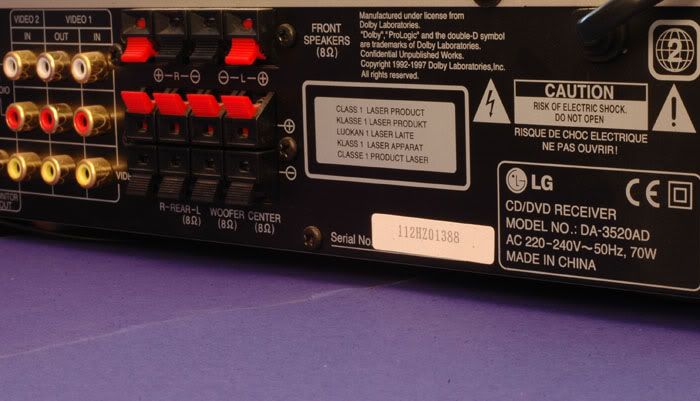 VIDEO 2 VIDEO 1
IN OUT IN
FRONT
SPEAKERS
(8Ω)
Manufactured under license from
Dolby Laboratories.
"Dolby","ProLogic" and the double-D symbol
are trademarks of Dolby Laboratories.
Confidential Unpublished Works.
Copyright 1992-1997 Dolby Laboratories,Inc.
All rights reserved.
2
⊕–R–⊖ ⊖–L–⊕
CLASS 1 LASER PRODUCT
KLASSE 1 LASER PRODUKT
LUOKAN 1 LASER LAITE
KLASS 1 LASER APPARAT
CLASSE 1 PRODUCT LASER
CAUTION
RISK OF ELECTRIC SHOCK.
DO NOT OPEN
RISQUE DE CHOC ELECTRIQUE
NE PAS OUVRIR!
⊕
⊖
OUT
R-REAR-L WOOFER CENTER
(8Ω) (8Ω) (8Ω)
Serial No. 112HZ01388
LG CE
CD/DVD RECEIVER
MODEL NO.: DA-3520AD
AC 220-240V~50Hz, 70W
MADE IN CHINA